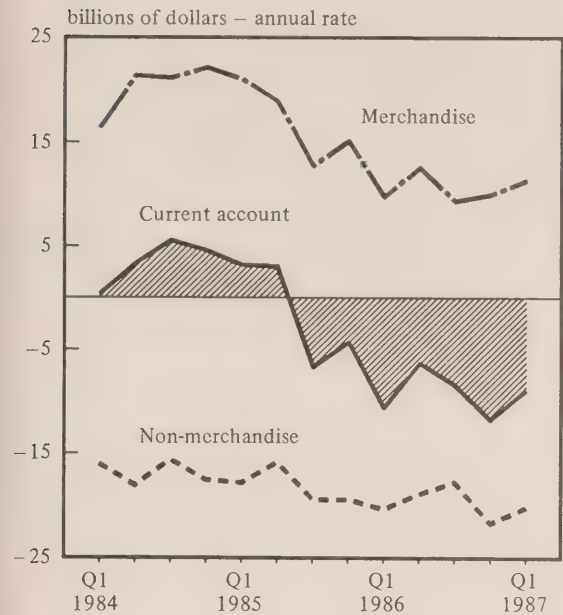 billions of dollars – annual rate
25
15
5
−5
−15
−25
Merchandise
Current account
Non-merchandise
Q1 Q1 Q1 Q1
1984 1985 1986 1987